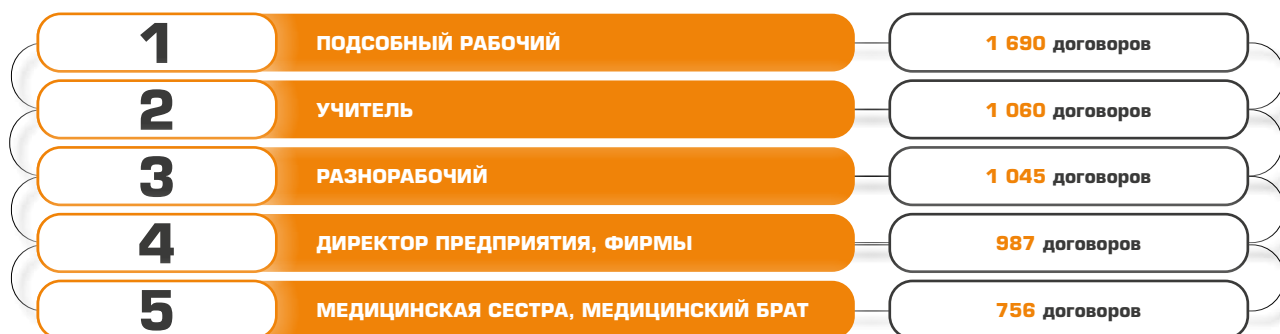 1 ПОДСОБНЫЙ РАБОЧИЙ 1 690 договоров
2 УЧИТЕЛЬ 1 060 договоров
3 РАЗНОРАБОЧИЙ 1 045 договоров
4 ДИРЕКТОР ПРЕДПРИЯТИЯ, ФИРМЫ 987 договоров
5 МЕДИЦИНСКАЯ СЕСТРА, МЕДИЦИНСКИЙ БРАТ 756 договоров